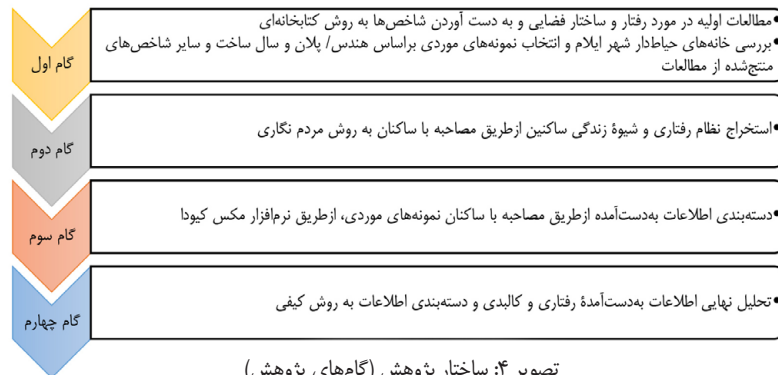 گام اول
•مطالعات اولیه در مورد رفتار و ساختار فضایی و به دست آوردن شاخص‌ها به روش کتابخانه‌ای
•بررسی خانه‌های حیاط‌دار شهر ایلام و انتخاب نمونه‌های موردی براساس هندس/ پلان و سال ساخت و سایر شاخص‌های
منتج‌شده از مطالعات
گام دوم
•استخراج نظام رفتاری و شیوهٔ زندگی ساکنین ازطریق مصاحبه با ساکنان به روش مردم نگاری
گام سوم
•دسته‌بندی اطلاعات به‌دست‌آمده ازطریق مصاحبه با ساکنان نمونه‌های موردی، ازطریق نرم‌افزار مکس کیودا
گام چهارم
•تحلیل نهایی اطلاعات به‌دست‌آمدهٔ رفتاری و کالبدی و دسته‌بندی اطلاعات به روش کیفی
تصویر ۴: ساختار پژوهش (گام‌های پژوهش)